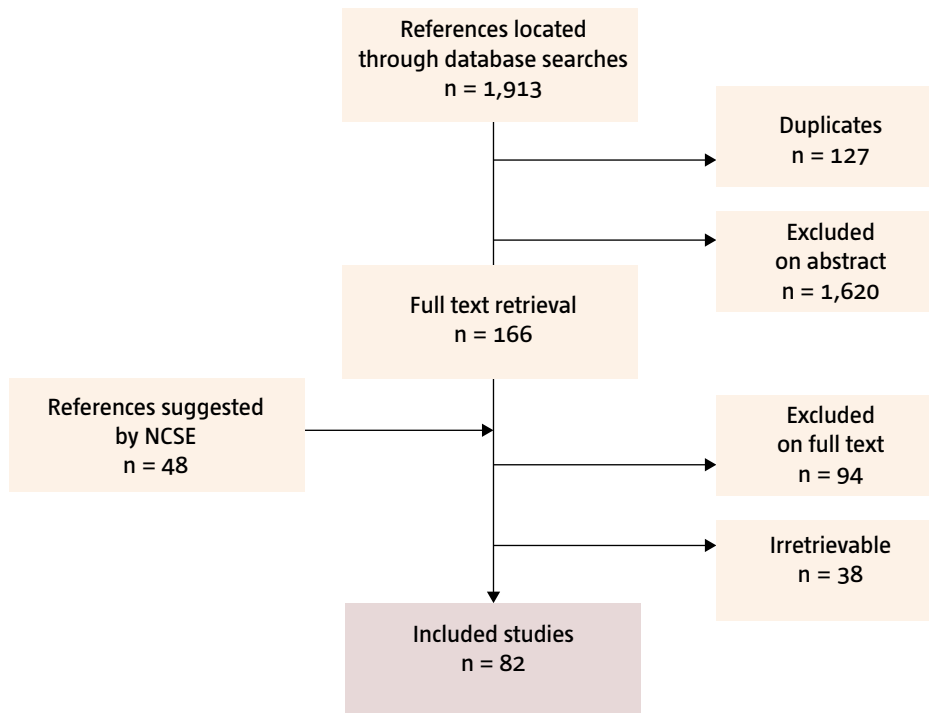 References located
through database searches
n = 1,913
Duplicates
n = 127
Excluded
on abstract
n = 1,620
Full text retrieval
n = 166
References suggested
by NCSE
n = 48
Excluded
on full text
n = 94
Irretrievable
n = 38
Included studies
n = 82